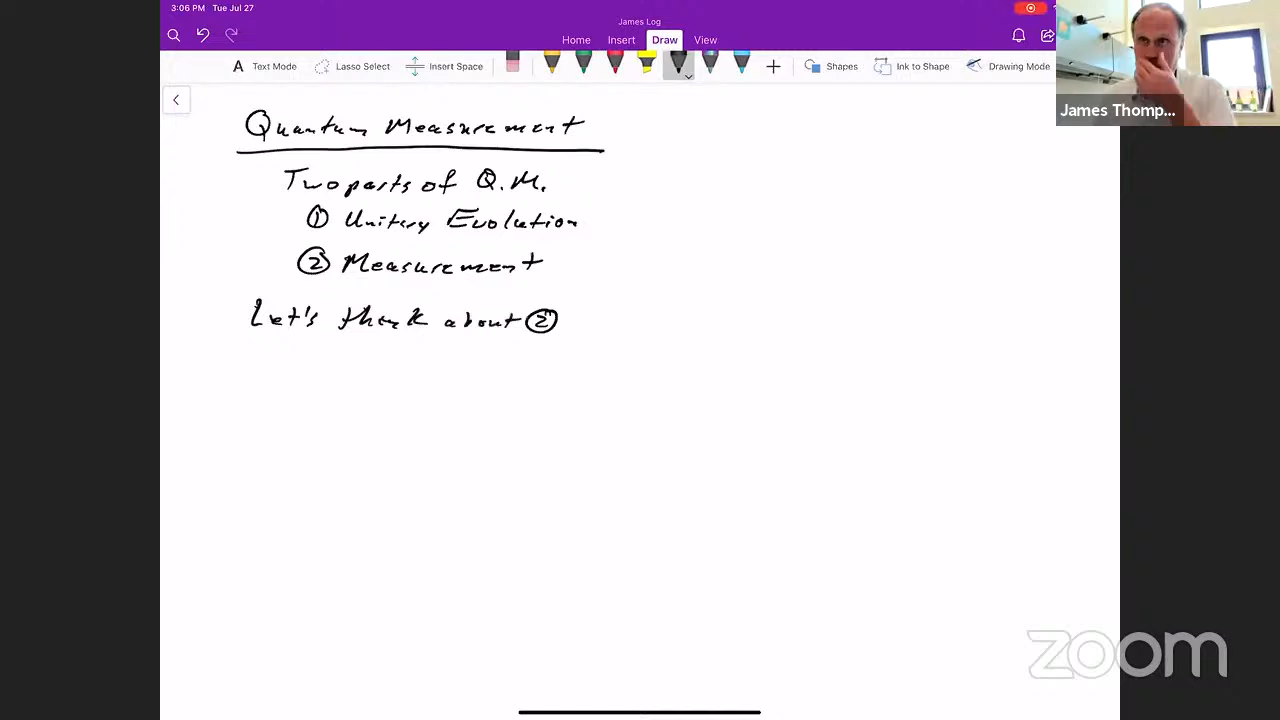 3:06 PM Tue Jul 27
James Log
Home Insert Draw View
Text Mode Lasso Select Insert Space Shapes Ink to Shape Drawing Mode
James Thomp...
Quantum Measurement
Two parts of Q.M.
① Unitary Evolution
② Measurement
Let's think about ②
zoom